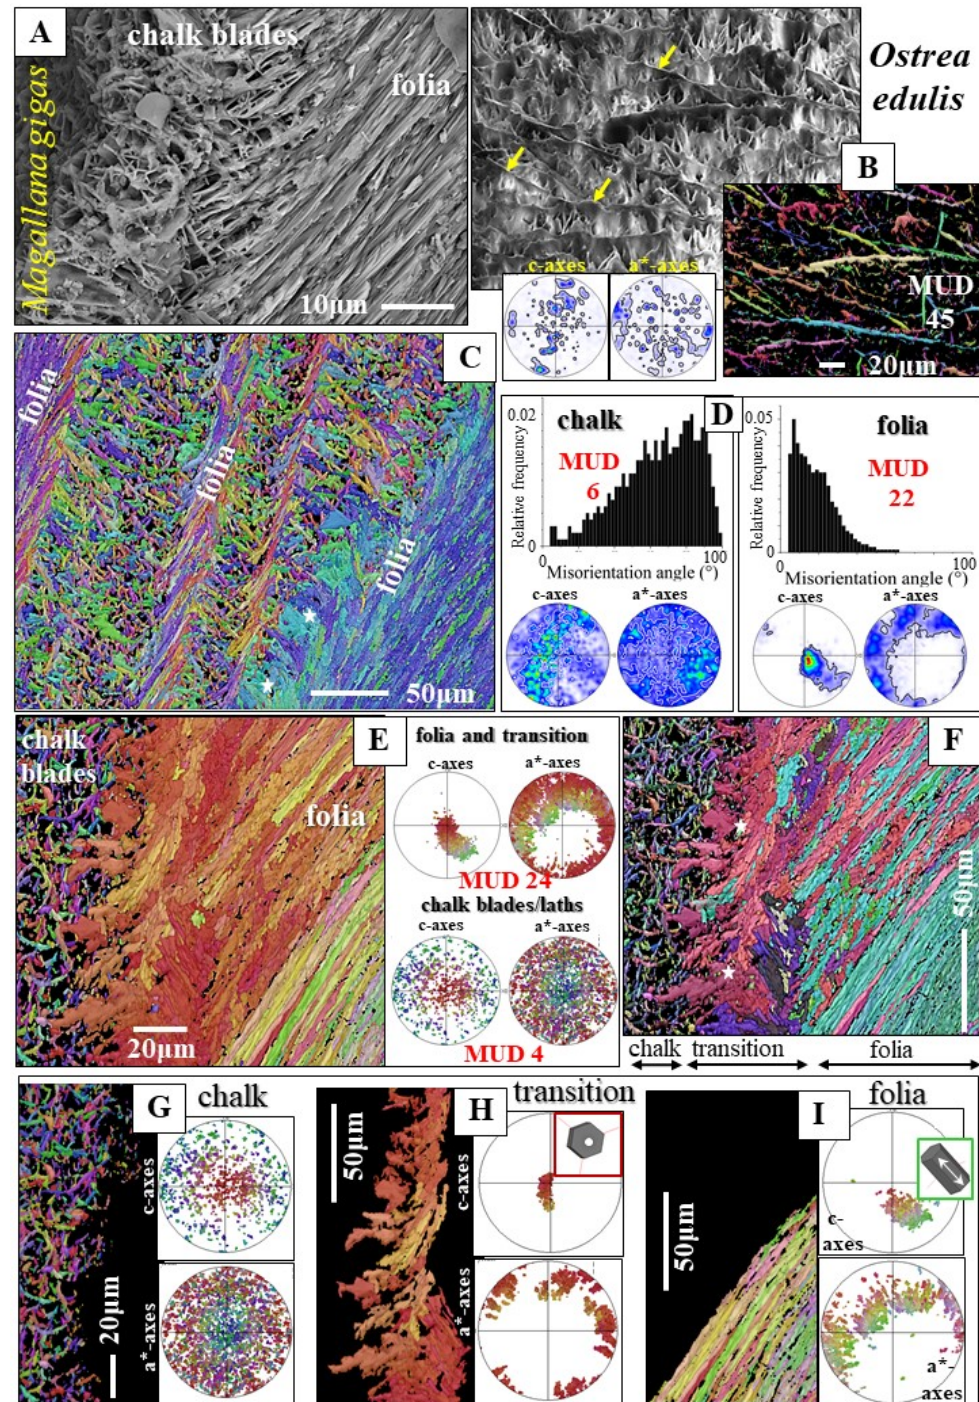 A
chalk blades
folia
Magallana gigas
10µm
Ostrea
edulis
B
c-axes
a*-axes
MUD
45
20µm
C
folia
folia
folia
50µm
D
0.02
chalk
MUD
6
Relative frequency
0
100
Misorientation angle (°)
c-axes
a*-axes
0.05
folia
MUD
22
Relative frequency
0
100
Misorientation angle (°)
c-axes
a*-axes
chalk
blades
E
folia
20µm
folia and transition
c-axes
a*-axes
MUD 24
chalk blades/laths
c-axes
a*-axes
MUD 4
F
50µm
chalk
transition
folia
G
chalk
c-axes
a*-axes
20µm
H
transition
50µm
c-axes
a*-axes
I
folia
50µm
c-
axes
a*-
axes